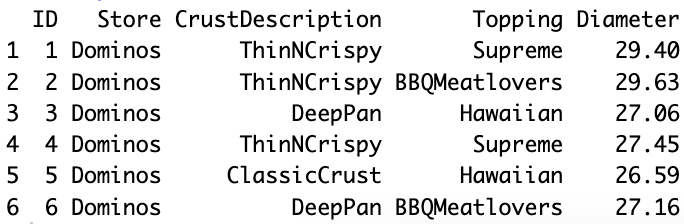 ID Store CrustDescription Topping Diameter
1 1 Dominos ThinNCrispy Supreme 29.40
2 2 Dominos ThinNCrispy BBQMeatlovers 29.63
3 3 Dominos DeepPan Hawaiian 27.06
4 4 Dominos ThinNCrispy Supreme 27.45
5 5 Dominos ClassicCrust Hawaiian 26.59
6 6 Dominos DeepPan BBQMeatlovers 27.16